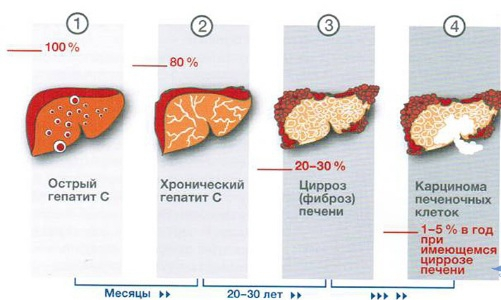 1
2
3
4
100 %
80 %
20–30 %
Острый
гепатит С
Хронический
гепатит С
Цирроз
(фиброз)
печени
Карцинома
печеночных
клеток
1–5 % в год
при
имеющемся
циррозе
печени
Месяцы
20–30 лет